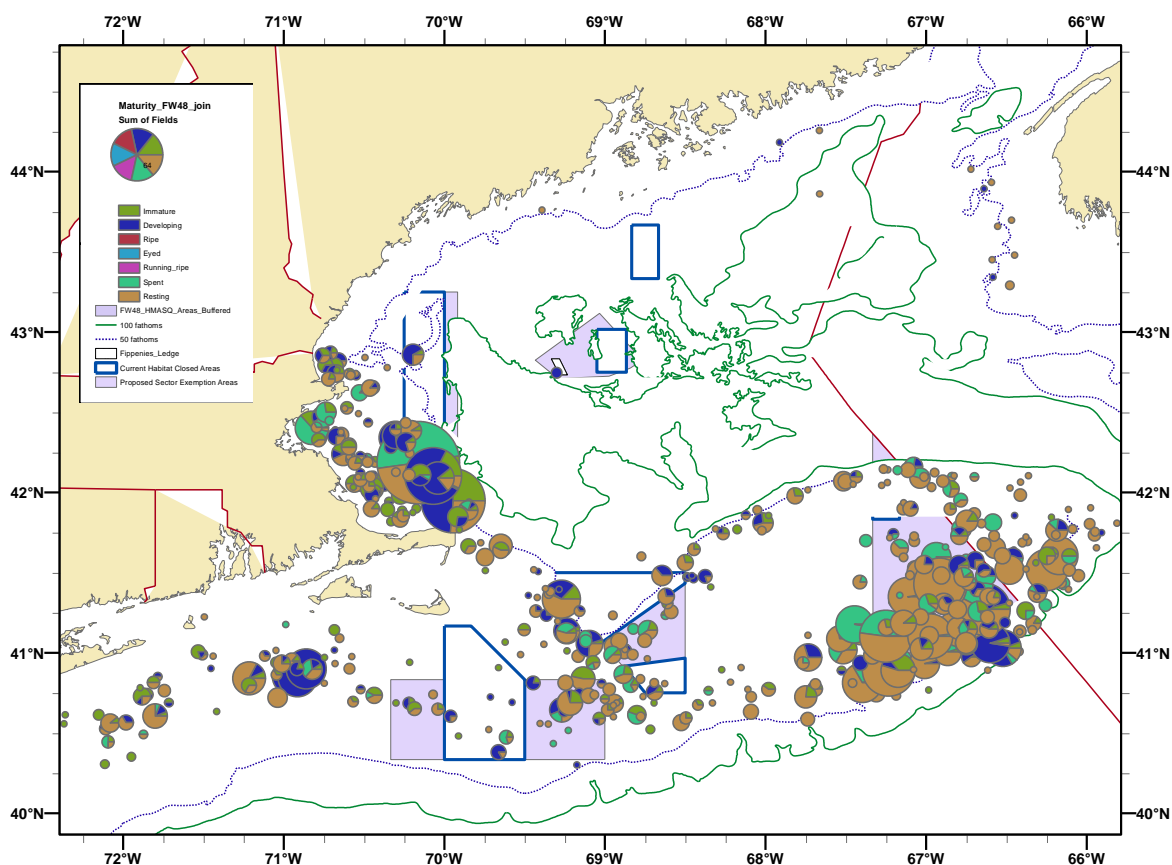 72°W 71°W 70°W 69°W 68°W 67°W 66°W
Maturity_FW48_join
Sum of Fields
64
Immature
Developing
Ripe
Eyed
Running_ripe
Spent
Resting
FW48_HMASQ_Areas_Buffered
100 fathoms
50 fathoms
Fippenies_Ledge
Current Habitat Closed Areas
Proposed Sector Exemption Areas
44°N 44°N
43°N 43°N
42°N 42°N
41°N 41°N
40°N 40°N
72°W 71°W 70°W 69°W 68°W 67°W 66°W